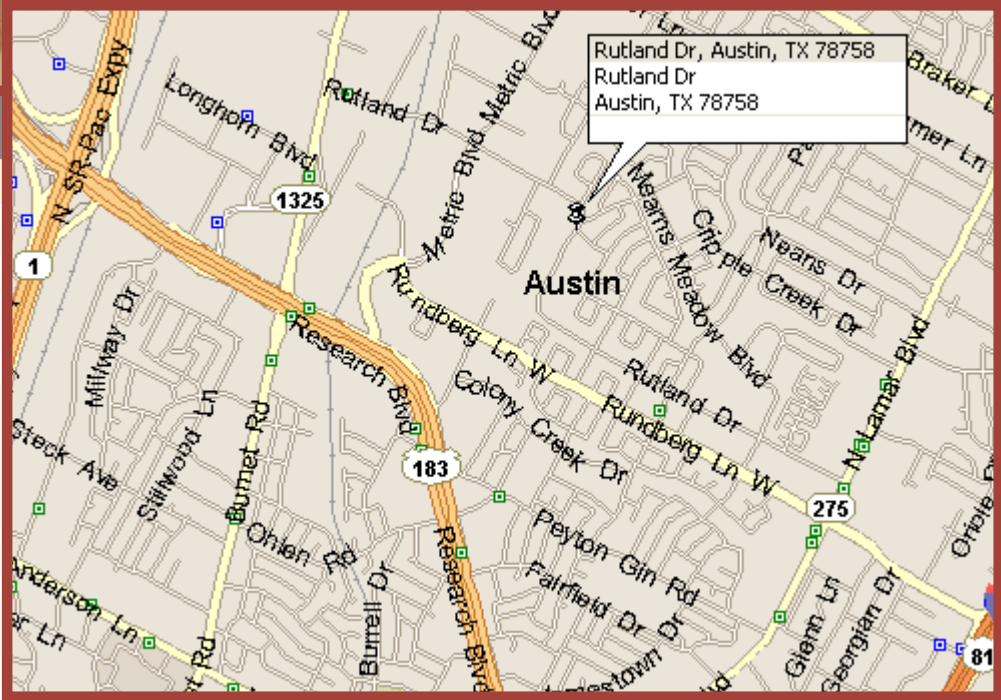 Rutland Dr, Austin, TX 78758
Rutland Dr
Austin, TX 78758
N SR-Pac Expy
Longhorn Blvd
Rutland Dr
Metric Blvd
Metric Blvd
Braker
Ln
1325
1
Mearns Meadow Blvd
Cripple Creek Dr
Neans Dr
Austin
Rundberg Ln W
Millway Dr
Research Blvd
Rutland Dr
Rundberg Ln W
Colony Creek Dr
N Lamar Blvd
Steck Ave
Stillwood Ln
Burnet Rd
183
275
Ohlen Rd
Peyton Gin Rd
Research Blvd
Fairfield Dr
Burrell Dr
Anderson Ln
Ln
Rd
Glenn Ln
Georgian Dr
Oriole
81